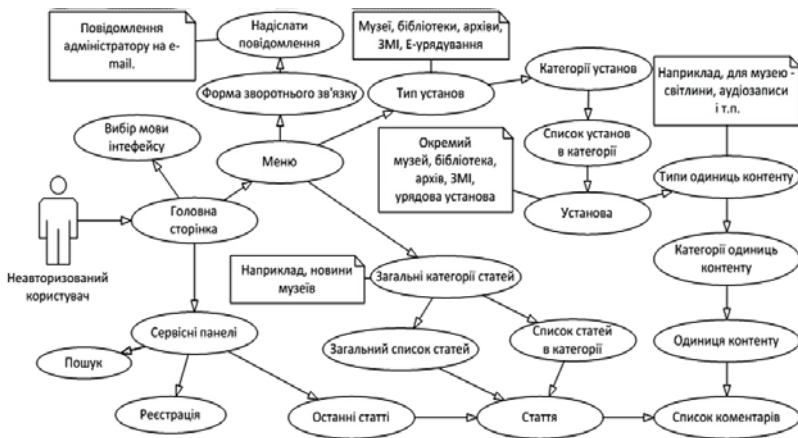 Повідомлення
адміністратору на e-
mail.
Надіслати
повідомлення
Музеї, бібліотеки, архіви,
ЗМІ, Е-урядування
Категорії установ
Наприклад, для музею -
світлини, аудіозаписи
і т.п.
Форма зворотнього зв'язку
Тип установ
Вибір мови
інтефейсу
Меню
Окремий
музей, бібліотека,
архів, ЗМІ,
урядова установа
Список установ
в категорії
Типи одиниць контенту
Головна
сторінка
Установа
Неавторизований
користувач
Наприклад, новини
музеїв
Загальні категорії статей
Категорії одиниць
контенту
Сервісні панелі
Загальний список статей
Список статей
в категорії
Одиниця контенту
Пошук
Реєстрація
Останні статті
Стаття
Список коментарів